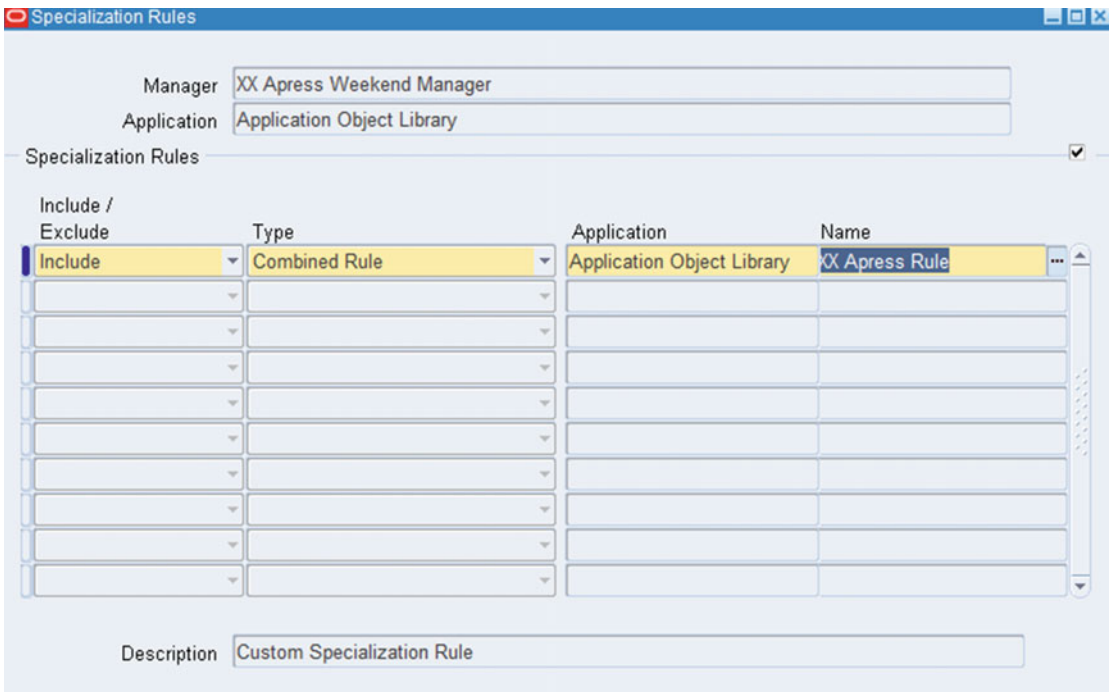 Specialization Rules
Manager XX Apress Weekend Manager
Application Application Object Library
Specialization Rules
Include /
Exclude Type Application Name
Include Combined Rule Application Object Library XX Apress Rule ...
Description Custom Specialization Rule